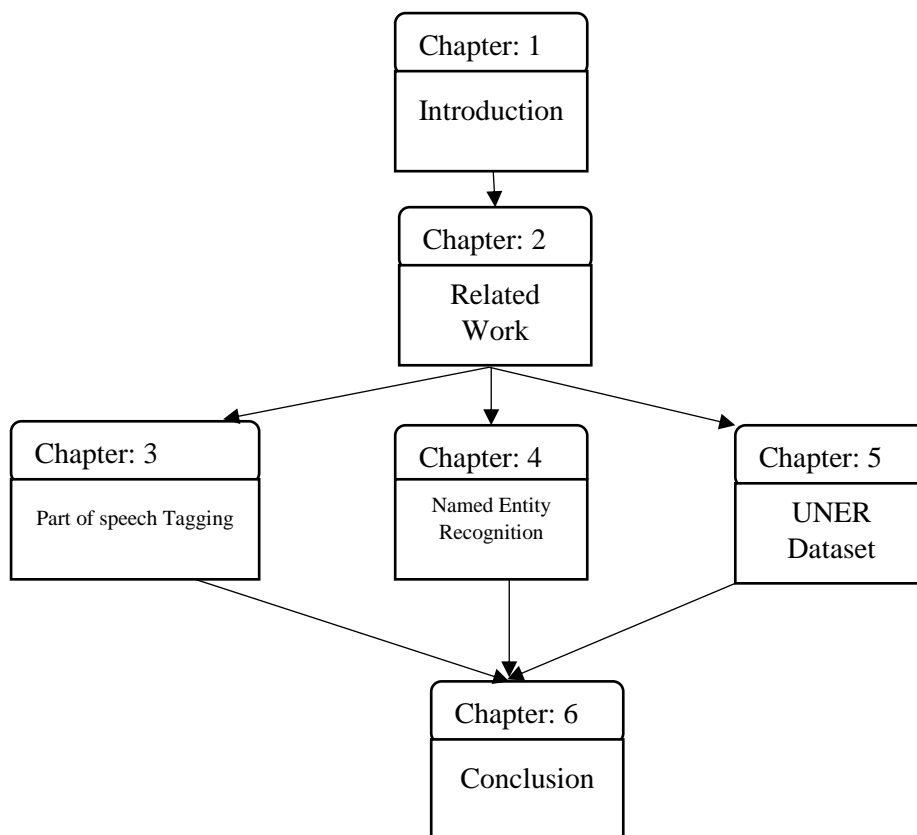 Chapter: 1
Introduction
Chapter: 2
Related
Work
Chapter: 3
Part of speech Tagging
Chapter: 4
Named Entity
Recognition
Chapter: 5
UNER
Dataset
Chapter: 6
Conclusion